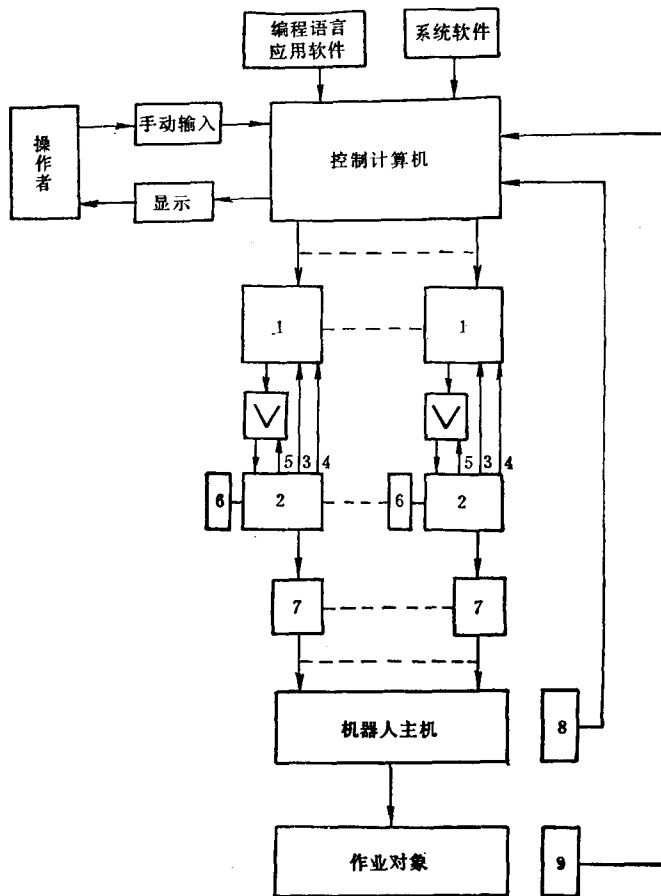 编程语言
应用软件
系统软件
手动输入
操作者
控制计算机
显示
1 1
5 3 4 5 3 4
6 2 6 2
7 7
机器人主机 8
作业对象 9